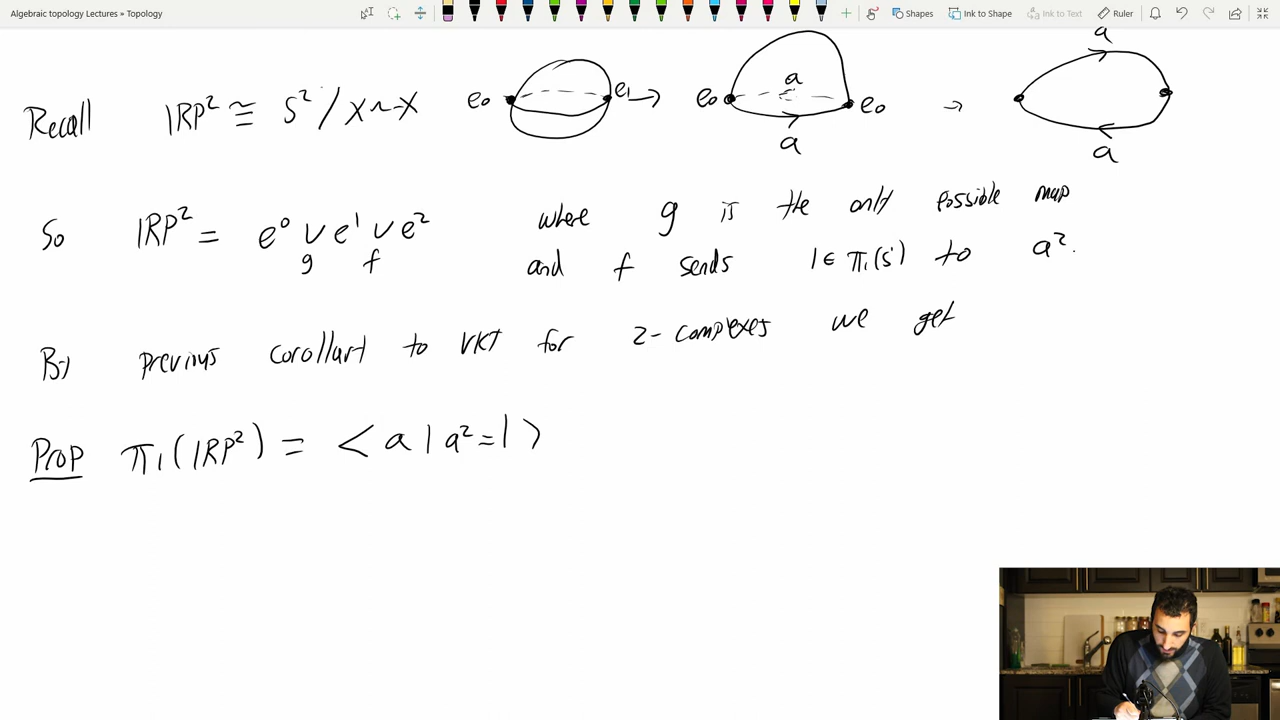 Algebraic topology Lectures » Topology
Shapes
Ink to Shape
Ink to Text
Ruler
Recall ℝP² ≅ S²/x~-x
e₀ e₁ → e₀ a e₀ a → a a
So ℝP² = e⁰ ∪ e¹ ∪ e² where g is the only possible map
g f and f sends 1 ∈ π₁(S¹) to a².
By previous corollart to VKT for 2-complexes we get
Prop π₁(ℝP²) = < a | a² = 1 >